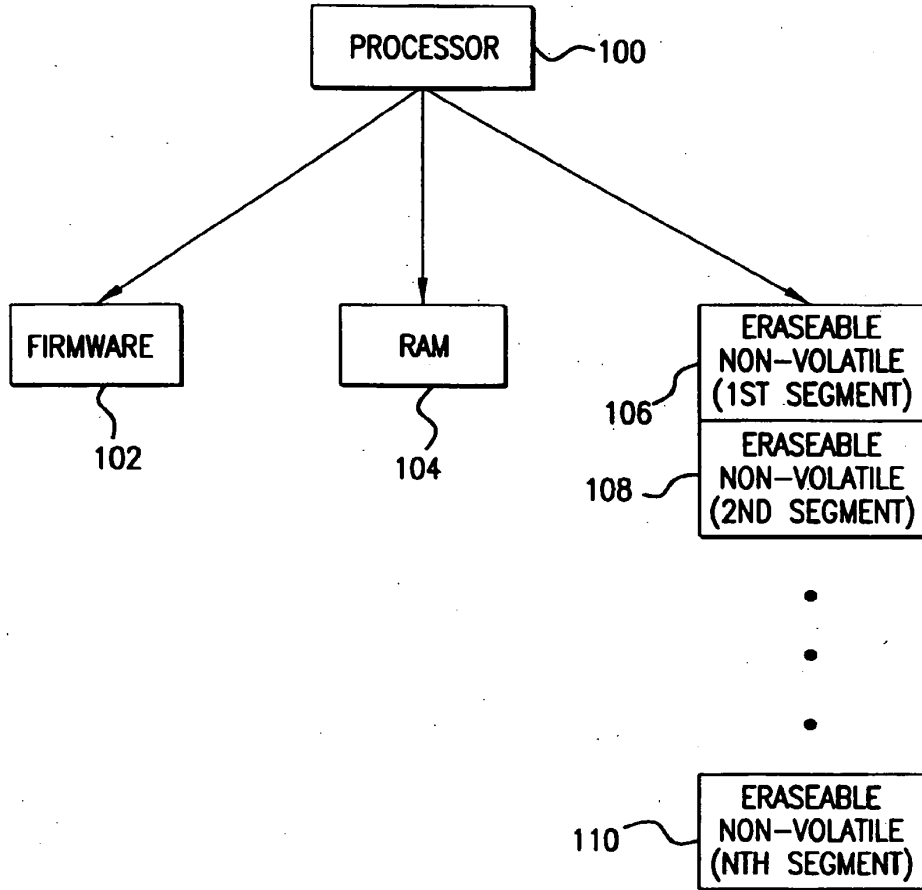 PROCESSOR
100
FIRMWARE
102
RAM
104
ERASEABLE
NON-VOLATILE
(1ST SEGMENT)
106
ERASEABLE
NON-VOLATILE
(2ND SEGMENT)
108
ERASEABLE
NON-VOLATILE
(NTH SEGMENT)
110